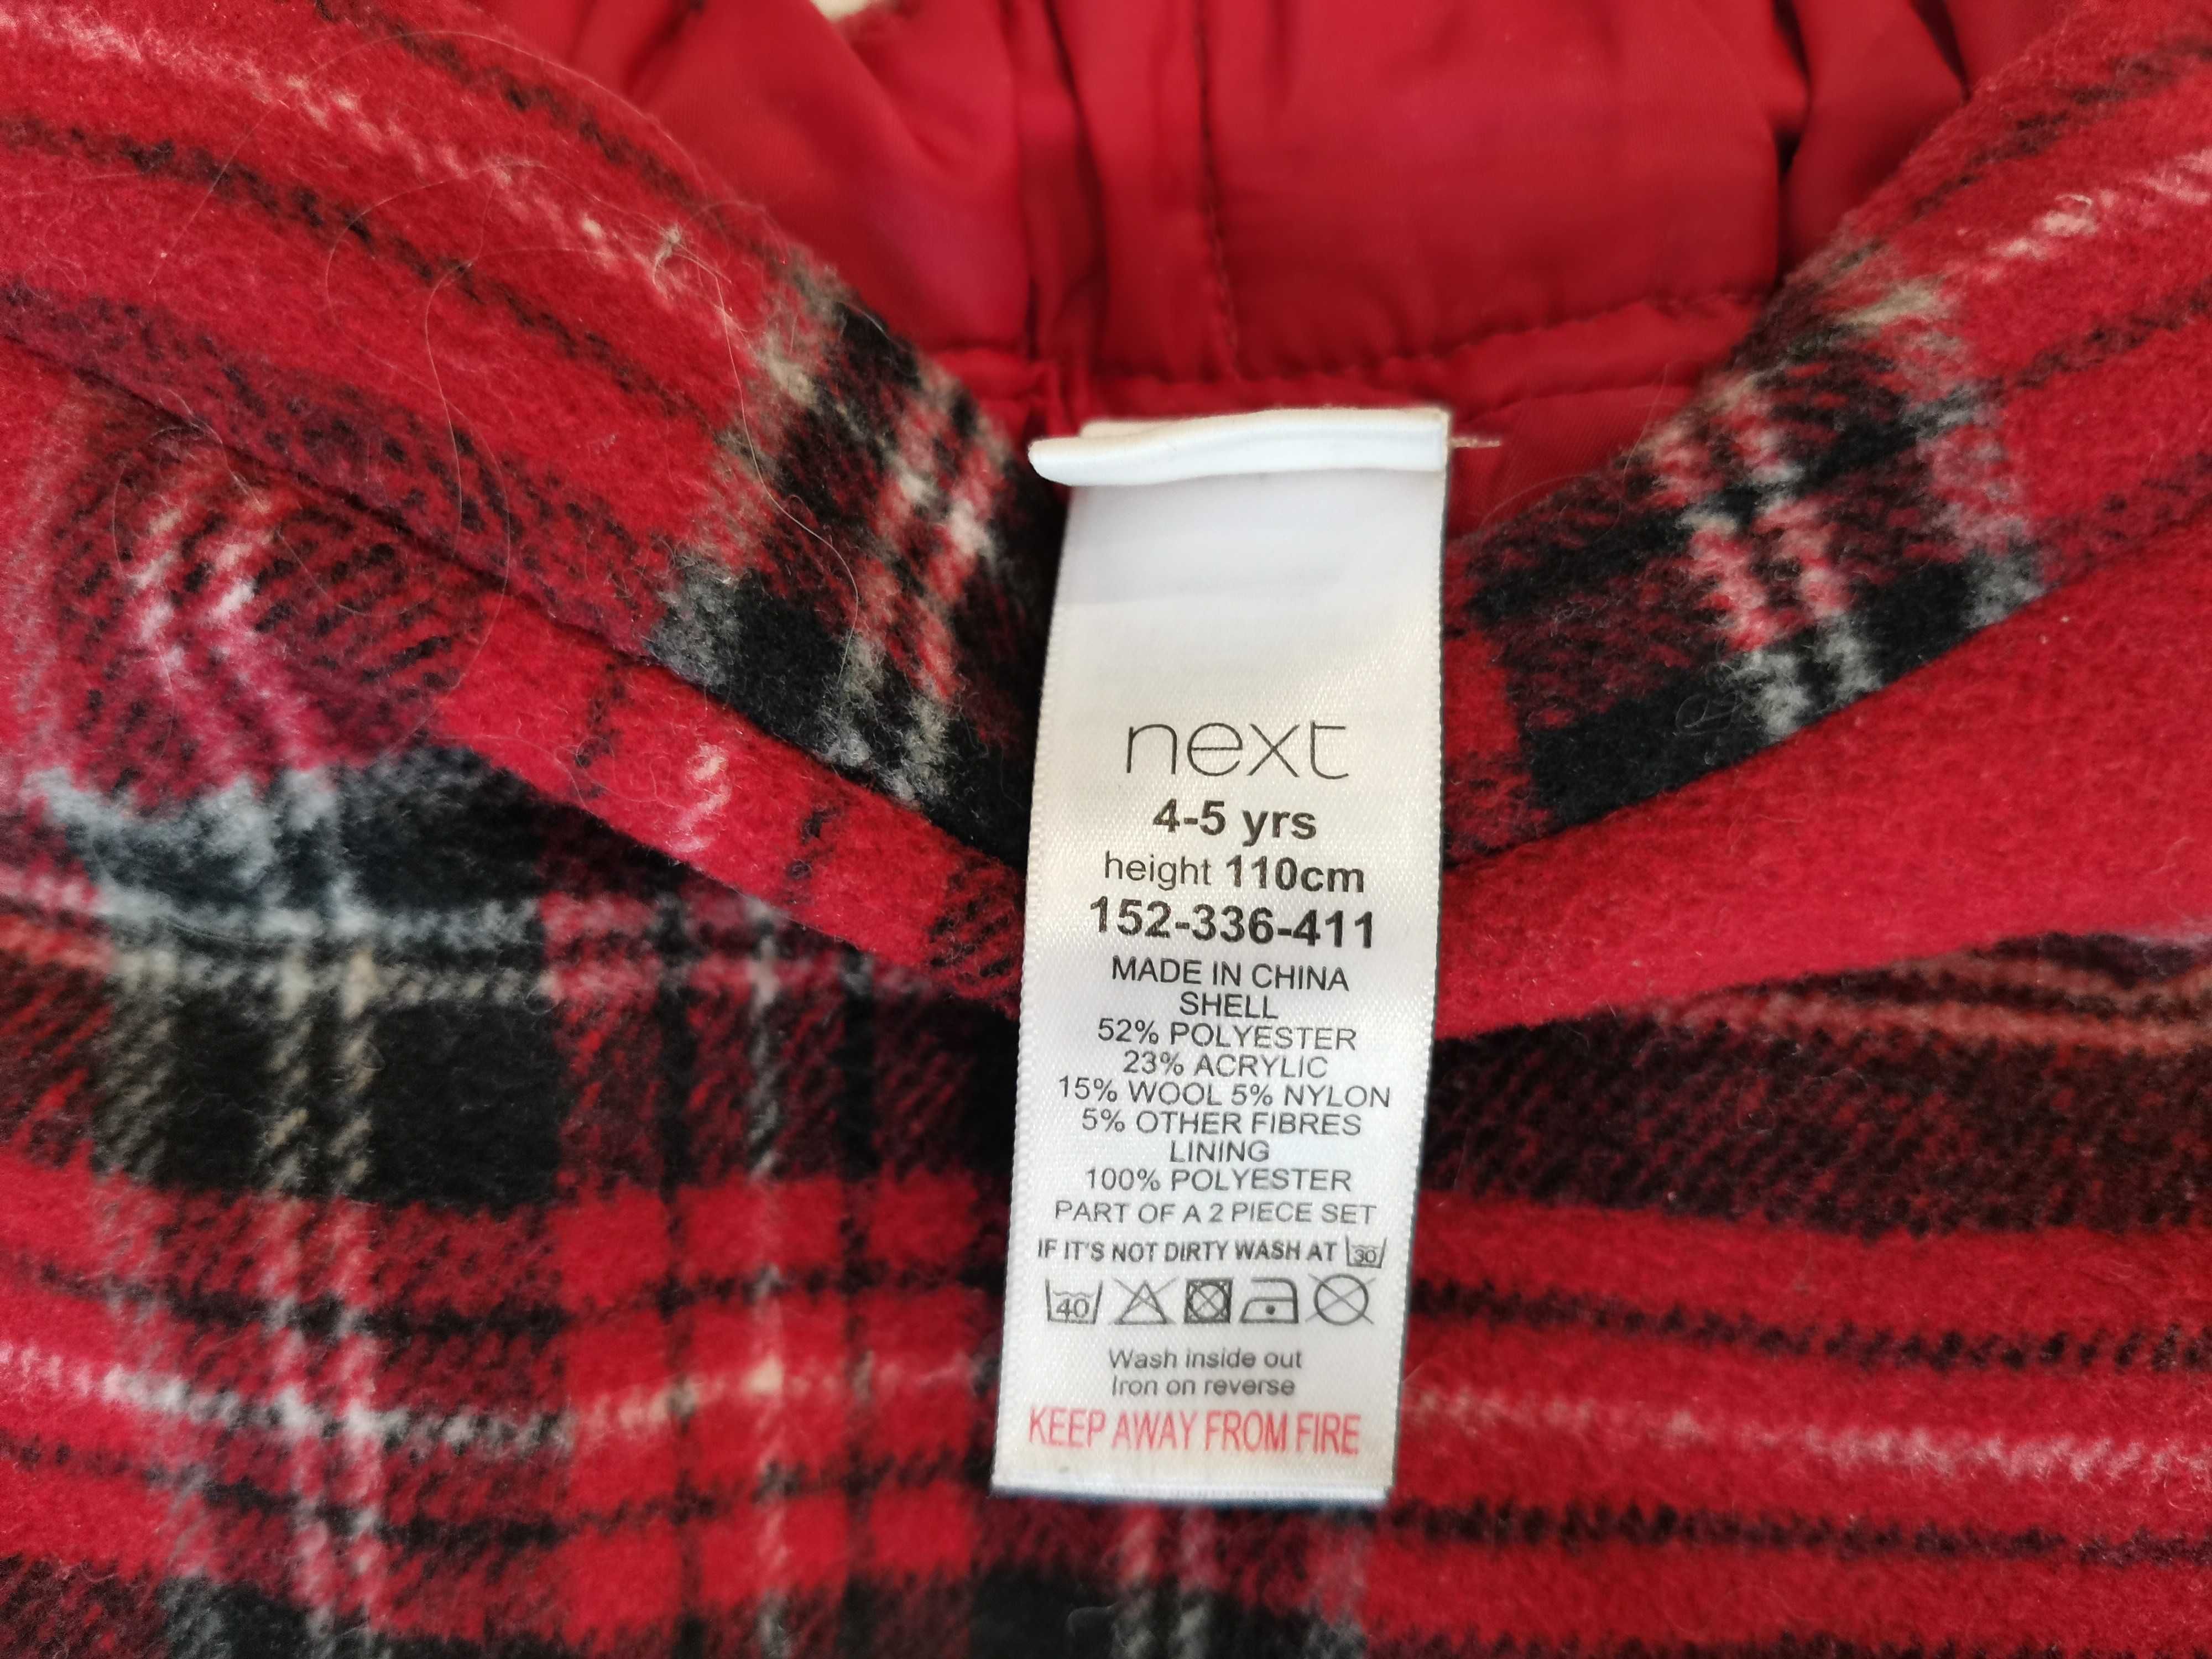 next
4-5 yrs
height 110cm
152-336-411
MADE IN CHINA
SHELL
52% POLYESTER
23% ACRYLIC
15% WOOL 5% NYLON
5% OTHER FIBRES
LINING
100% POLYESTER
PART OF A 2 PIECE SET
IF IT'S NOT DIRTY WASH AT 30
40
Wash inside out
Iron on reverse
KEEP AWAY FROM FIRE